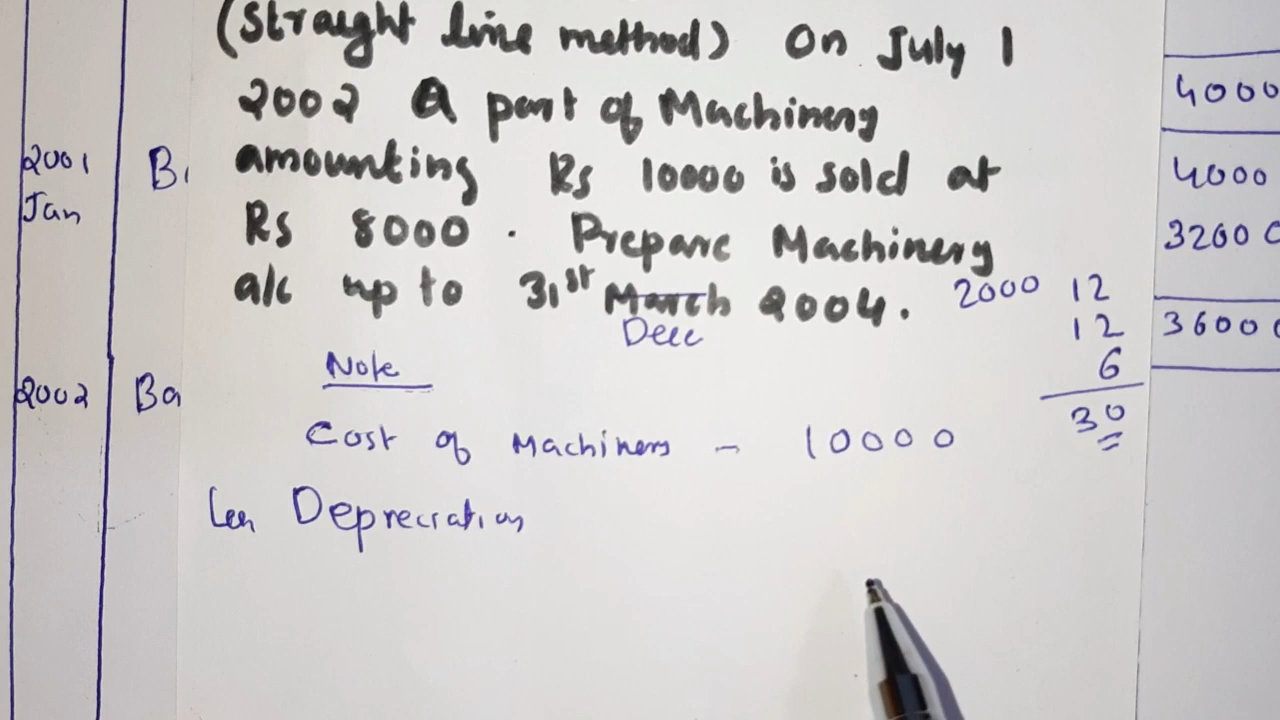 (Straight line method) On July 1
2002 A part of Machinery
amounting Rs 10000 is sold at
Rs 8000. Prepare Machinery
a/c up to 31st March 2004.
Decc
2000 12
12
6
30
Note
Cost of Machinery - 10000
Less Depreciation
2001
Jan
2002 Ba
4000
4000
3200
3600